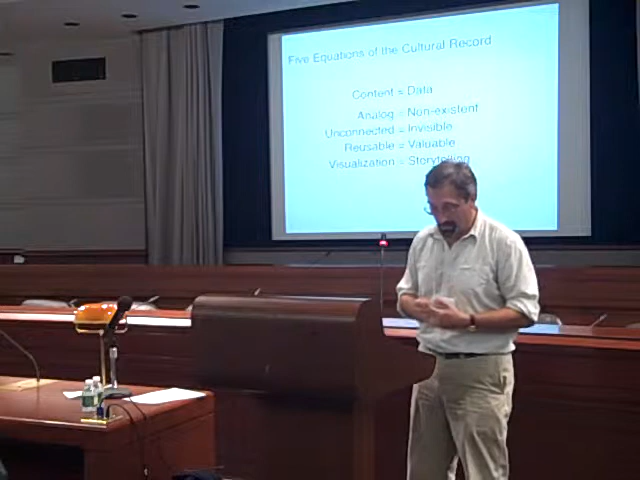 Five Equations of the Cultural Record
Content = Data
Analog = Non-existent
Unconnected = Invisible
Reusable = Valuable
Visualization = Storytelling